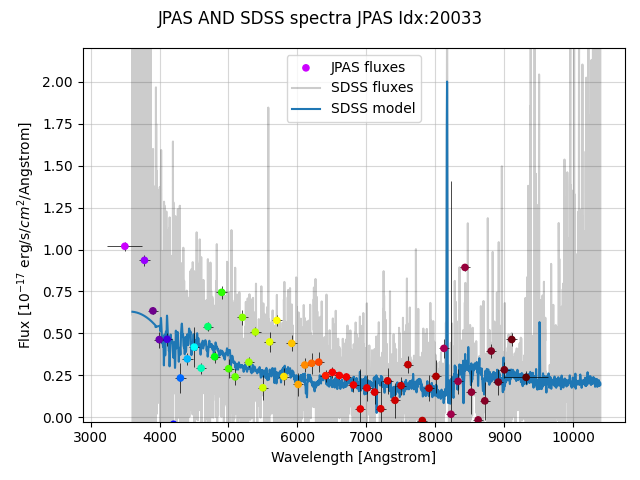 JPAS AND SDSS spectra JPAS Idx:20033
JPAS fluxes
SDSS fluxes
SDSS model
2.00
1.75
1.50
1.25
1.00
0.75
0.50
0.25
0.00
Flux [10⁻¹⁷ erg/s/cm²/Angstrom]
3000 4000 5000 6000 7000 8000 9000 10000
Wavelength [Angstrom]